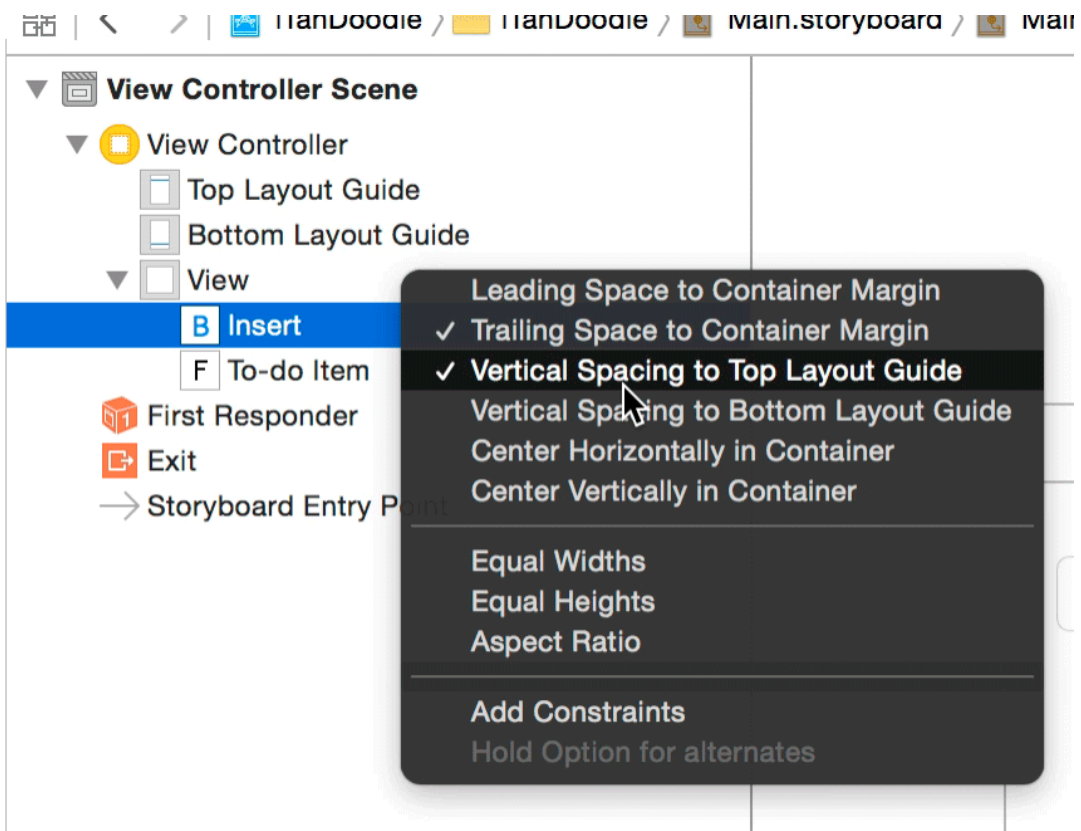 Main.storyboard
View Controller Scene
View Controller
Top Layout Guide
Bottom Layout Guide
View
B Insert
F To-do Item
First Responder
Exit
Storyboard Entry Point
Leading Space to Container Margin
✓ Trailing Space to Container Margin
✓ Vertical Spacing to Top Layout Guide
Vertical Spacing to Bottom Layout Guide
Center Horizontally in Container
Center Vertically in Container
Equal Widths
Equal Heights
Aspect Ratio
Add Constraints
Hold Option for alternates